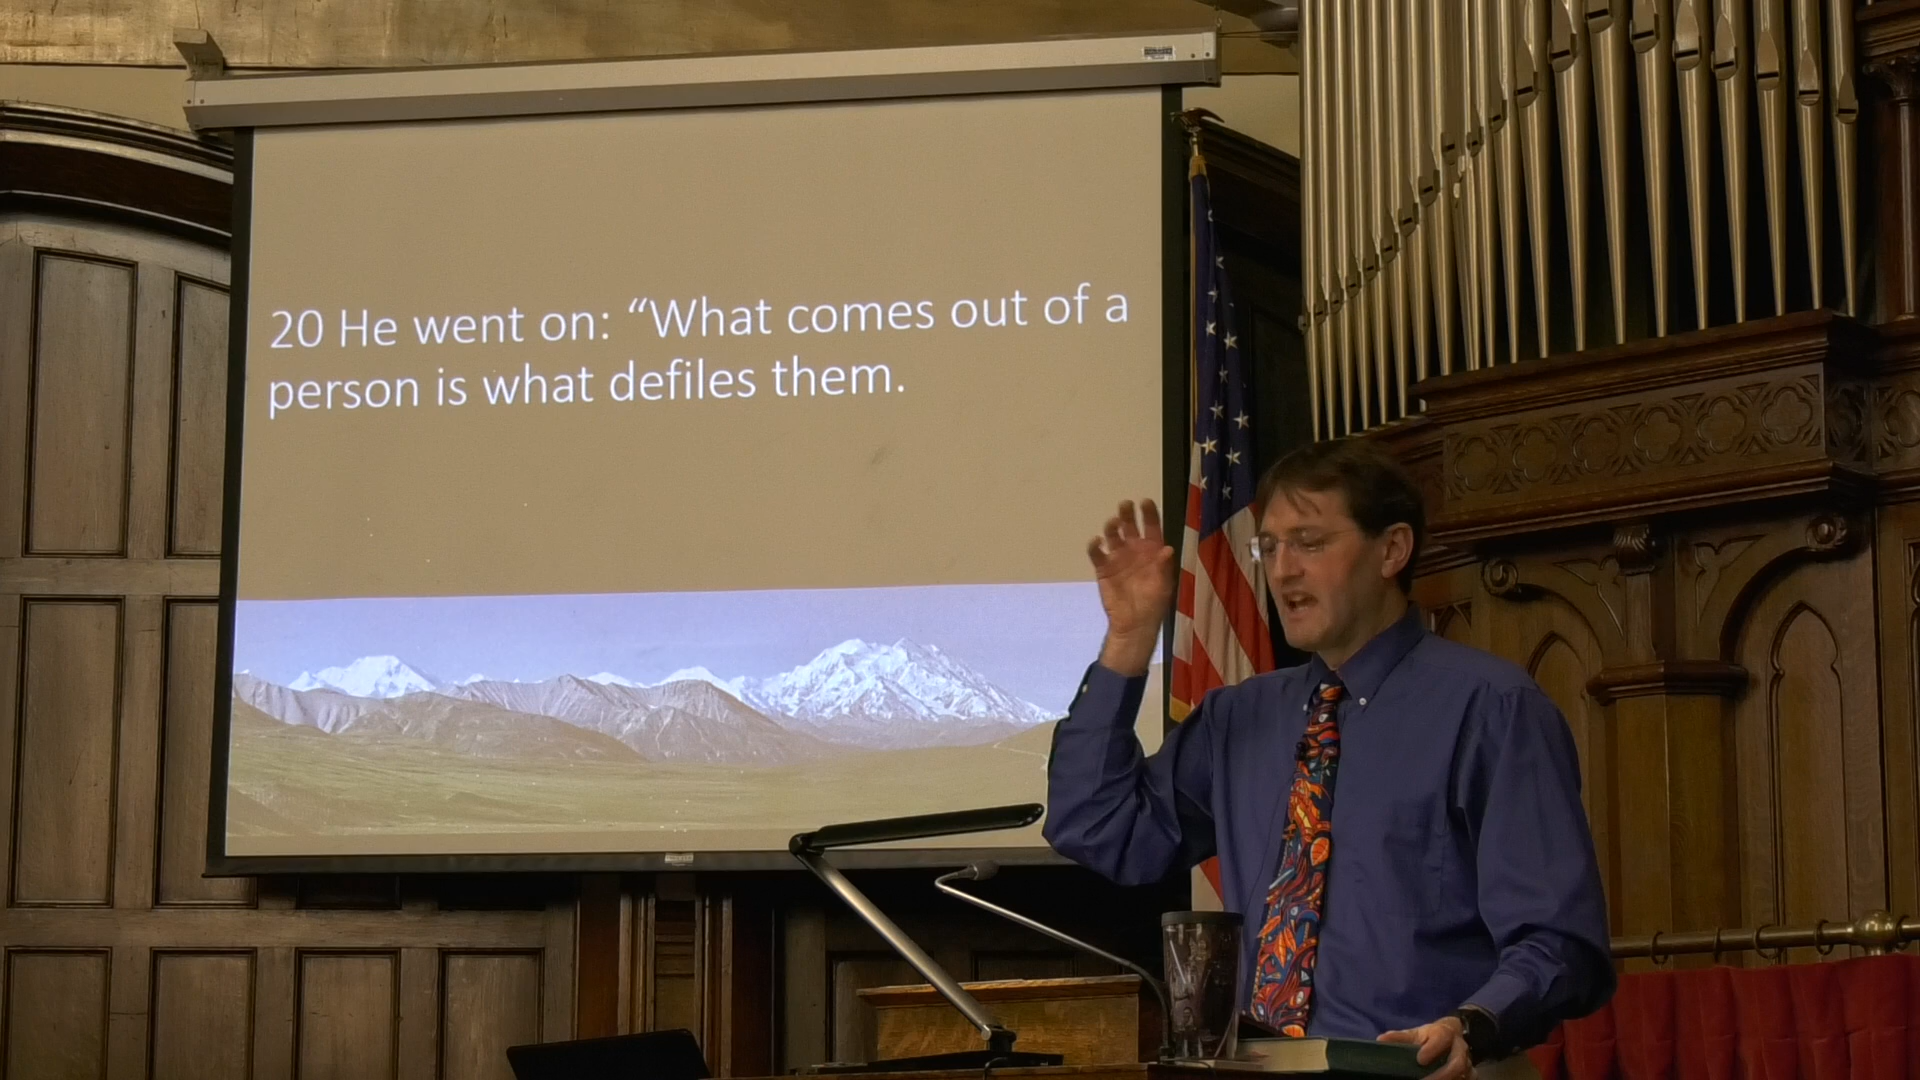 20 He went on: “What comes out of a
person is what defiles them.